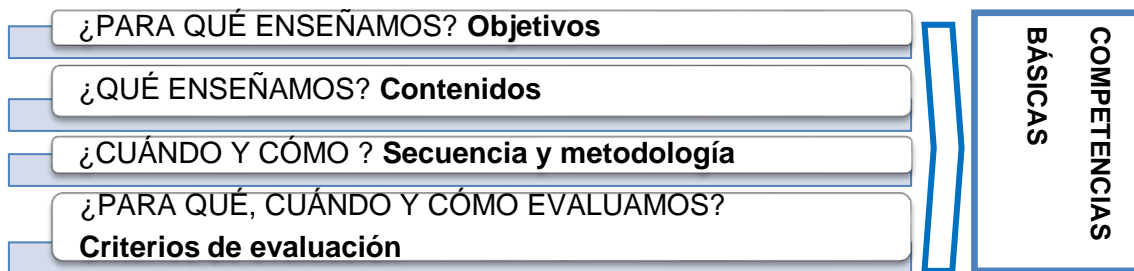 ¿PARA QUÉ ENSEÑAMOS? Objetivos
¿QUÉ ENSEÑAMOS? Contenidos
¿CUÁNDO Y CÓMO ? Secuencia y metodología
¿PARA QUÉ, CUÁNDO Y CÓMO EVALUAMOS?
Criterios de evaluación
COMPETENCIAS
BÁSICAS